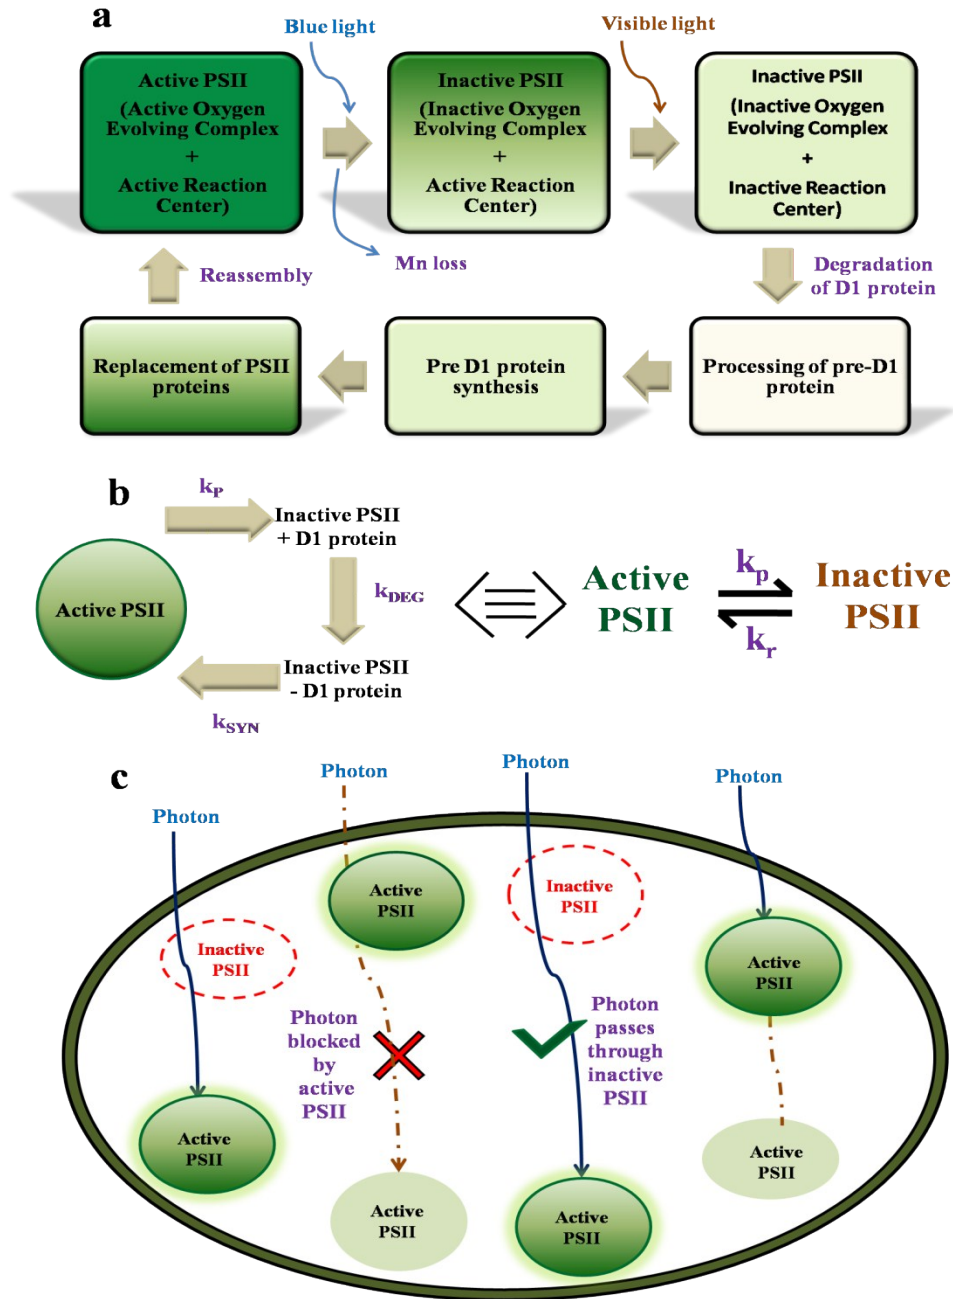 a
Blue light
Visible light
Active PSII
(Active Oxygen
Evolving Complex
+
Active Reaction
Center)
Inactive PSII
(Inactive Oxygen
Evolving Complex
+
Active Reaction
Center)
Inactive PSII
(Inactive Oxygen
Evolving Complex
+
Inactive Reaction
Center)
Mn loss
Reassembly
Degradation
of D1 protein
Replacement of PSII
proteins
Pre D1 protein
synthesis
Processing of pre-D1
protein
b
kP
Inactive PSII
+ D1 protein
Active PSII
kDEG
Inactive PSII
- D1 protein
kSYN
Active
PSII
kp
kr
Inactive
PSII
c
Photon
Photon
Photon
Photon
Inactive
PSII
Active
PSII
Inactive
PSII
Active
PSII
Photon
blocked
by
active
PSII
Photon
passes
through
inactive
PSII
Active
PSII
Active
PSII
Active
PSII
Active
PSII